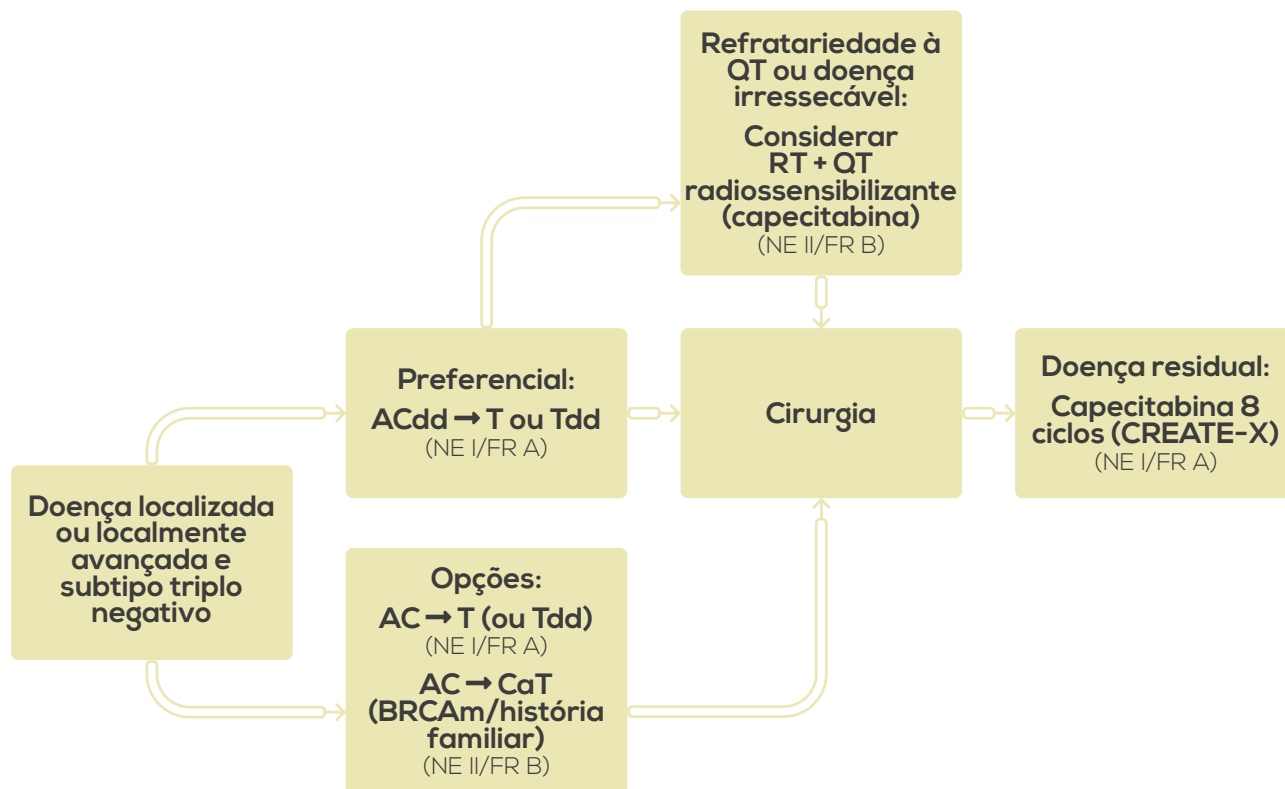 Refratariedade à
QT ou doença
irressecável:
Considerar
RT + QT
radiossensibilizante
(capecitabina)
(NE II/FR B)
Preferencial:
ACdd → T ou Tdd
(NE I/FR A)
Cirurgia
Doença residual:
Capecitabina 8
ciclos (CREATE-X)
(NE I/FR A)
Doença localizada
ou localmente
avançada e
subtipo triplo
negativo
Opções:
AC → T (ou Tdd)
(NE I/FR A)
AC → CaT
(BRCAm/história
familiar)
(NE II/FR B)